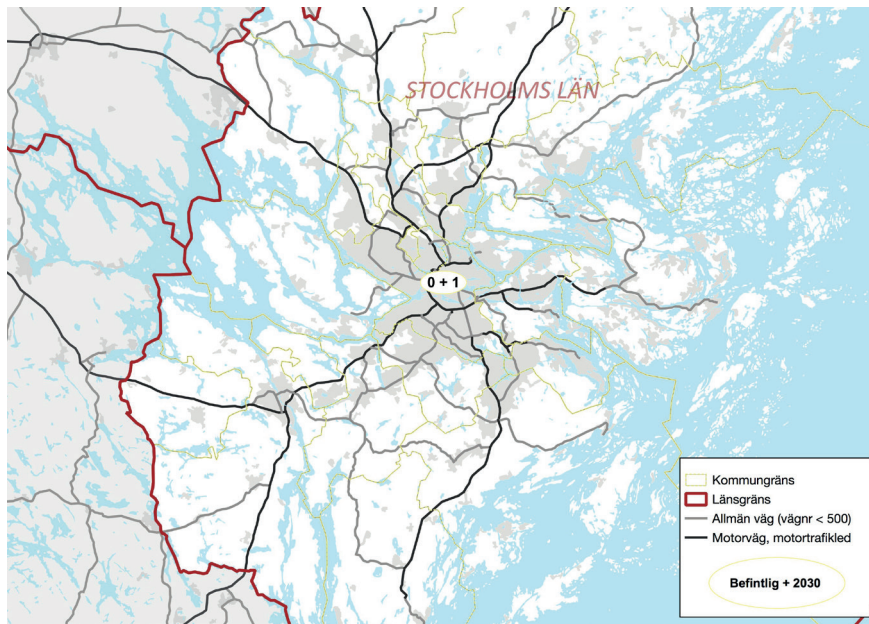 STOCKHOLMS LÄN
0 + 1
Kommungräns
Länsgräns
Allmän väg (vägnr < 500)
Motorväg, motortrafikled
Befintlig + 2030